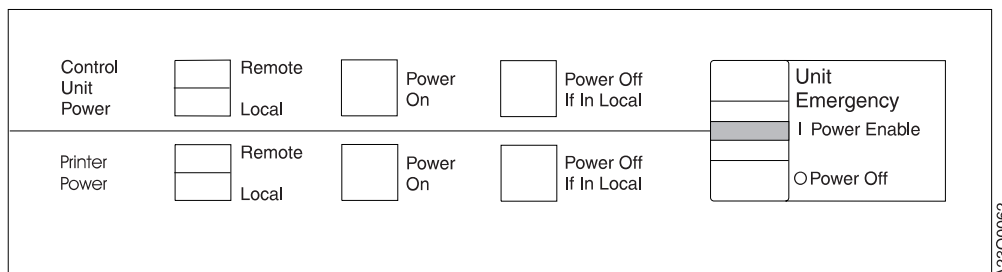 Control
Unit
Power
Remote
Local
Power
On
Power Off
If In Local
Unit
Emergency
I Power Enable
O Power Off
Printer
Power
Remote
Local
Power
On
Power Off
If In Local